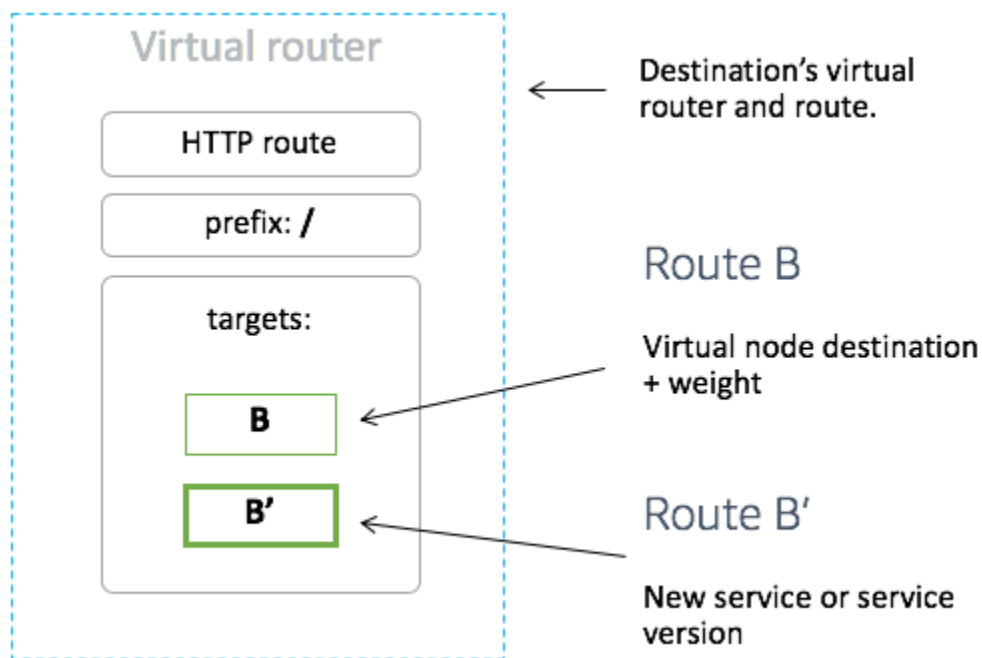 Virtual router
HTTP route
prefix: /
targets:
B
B’
Destination’s virtual
router and route.
Route B
Virtual node destination
+ weight
Route B’
New service or service
version